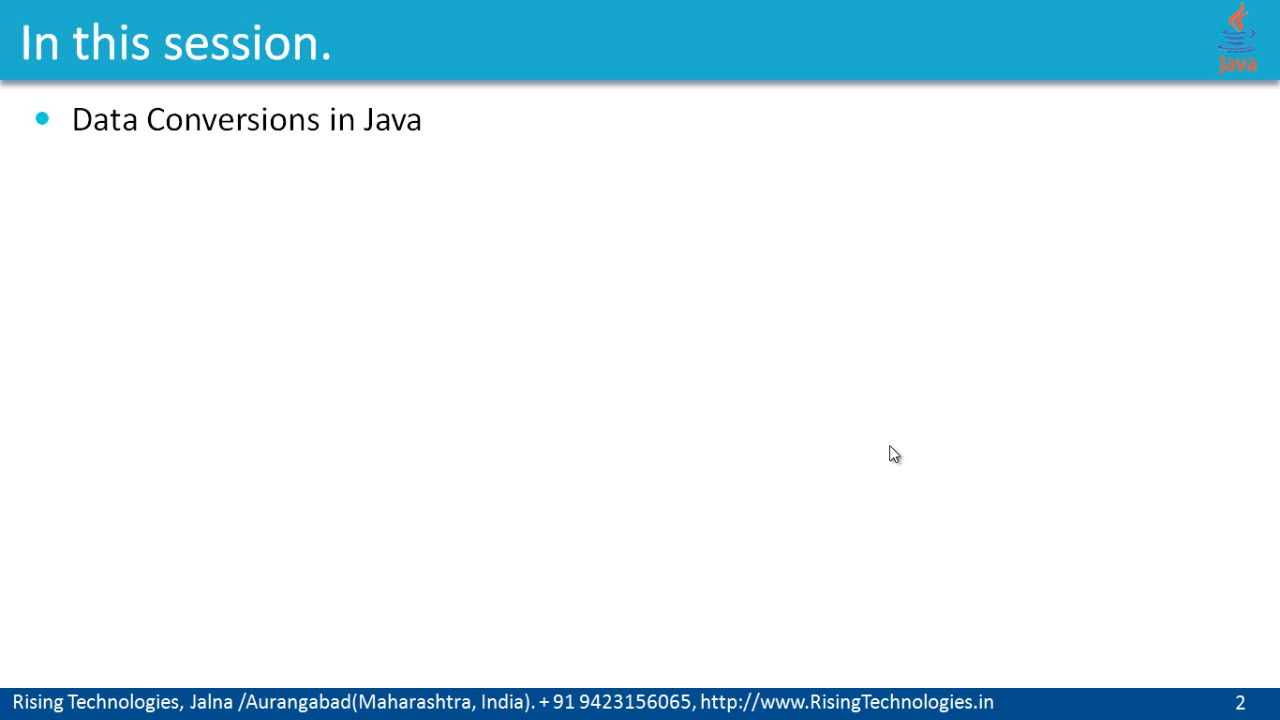 In this session.
Java
Data Conversions in Java
Rising Technologies, Jalna /Aurangabad(Maharashtra, India). + 91 9423156065, http://www.RisingTechnologies.in
2